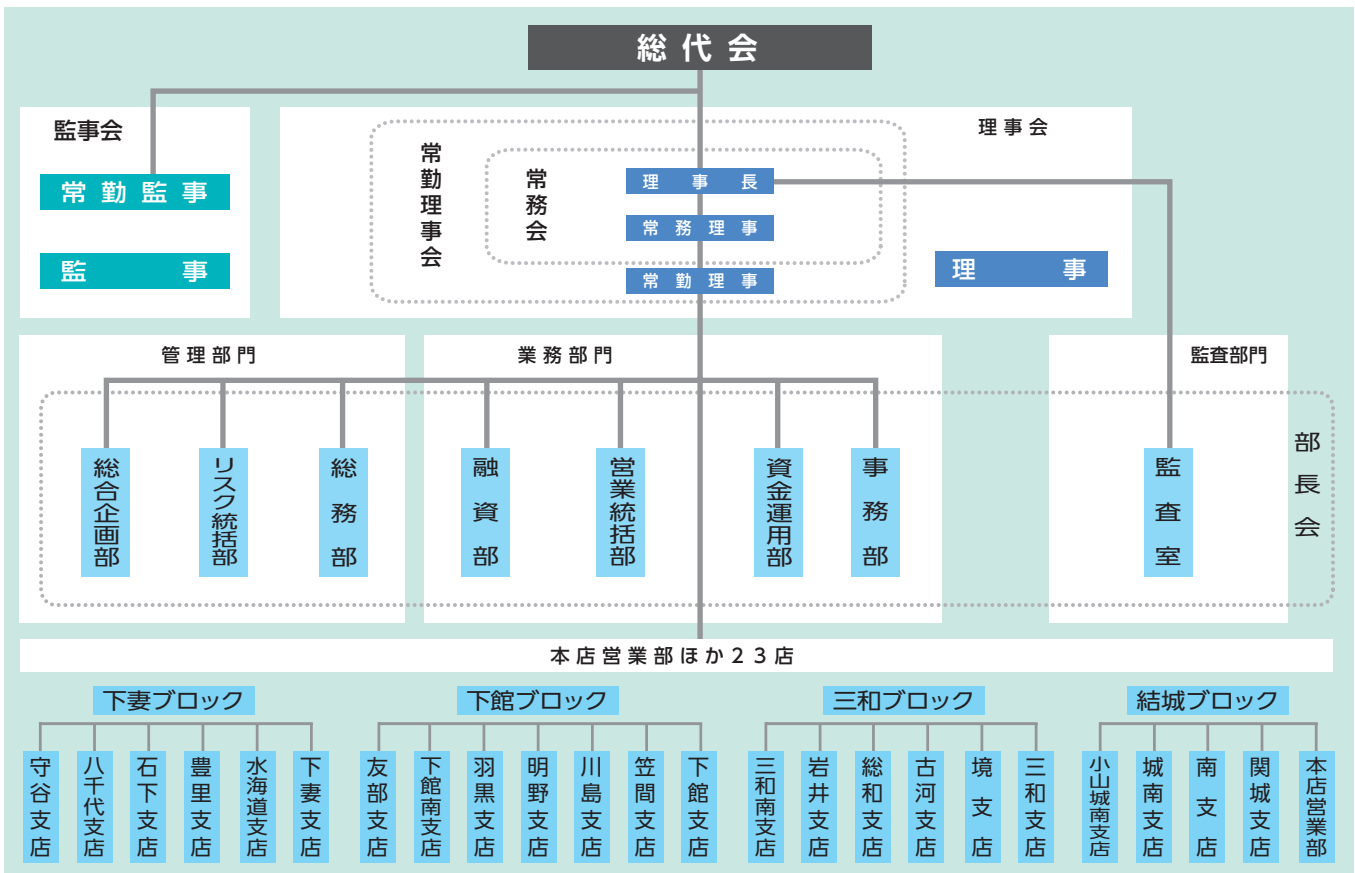 総代会
監事会
常勤監事
監事
理事会
常勤理事会
常務会
理事長
常務理事
常勤理事
理事
管理部門
業務部門
監査部門
総合企画部
リスク統括部
総務部
融資部
営業統括部
資金運用部
事務部
監査室
部長会
本店営業部ほか２３店
下妻ブロック
下館ブロック
三和ブロック
結城ブロック
守谷支店
八千代支店
石下支店
豊里支店
水海道支店
下妻支店
友部支店
下館南支店
羽黒支店
明野支店
川島支店
笠間支店
下館支店
三和南支店
岩井支店
総和支店
古河支店
境支店
三和支店
小山城南支店
城南支店
南支店
関城支店
本店営業部